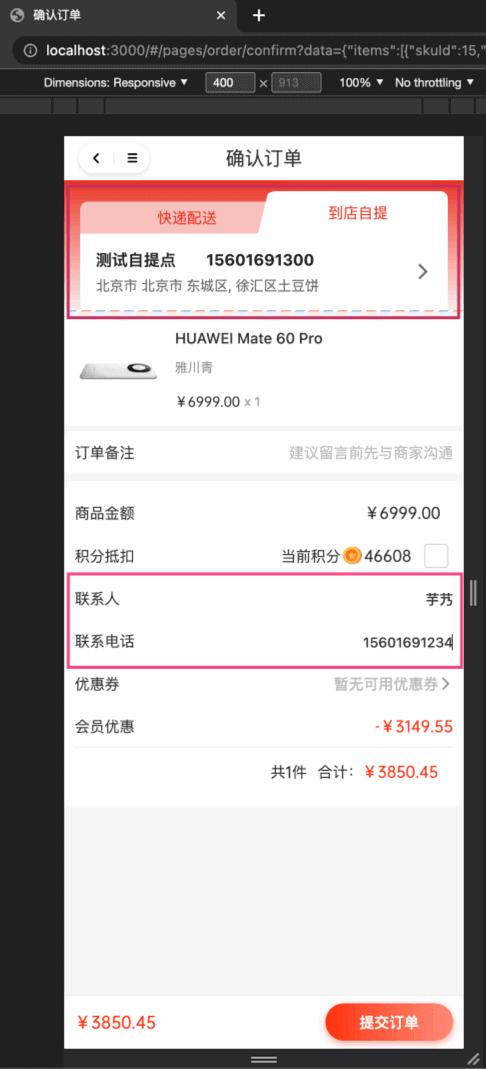 确认订单
localhost:3000/#/pages/order/confirm?data={"items":[{"skuId":15,"
Dimensions: Responsive 400 × 913 100% No throttling
确认订单
快递配送 到店自提
测试自提点 15601691300
北京市 北京市 东城区, 徐汇区土豆饼
HUAWEI Mate 60 Pro
雅川青
¥6999.00 x 1
订单备注 建议留言前先与商家沟通
商品金额 ¥6999.00
积分抵扣 当前积分 46608
联系人 芋艿
联系电话 15601691234
优惠券 暂无可用优惠券
会员优惠 -¥3149.55
共1件 合计: ¥3850.45
¥3850.45 提交订单